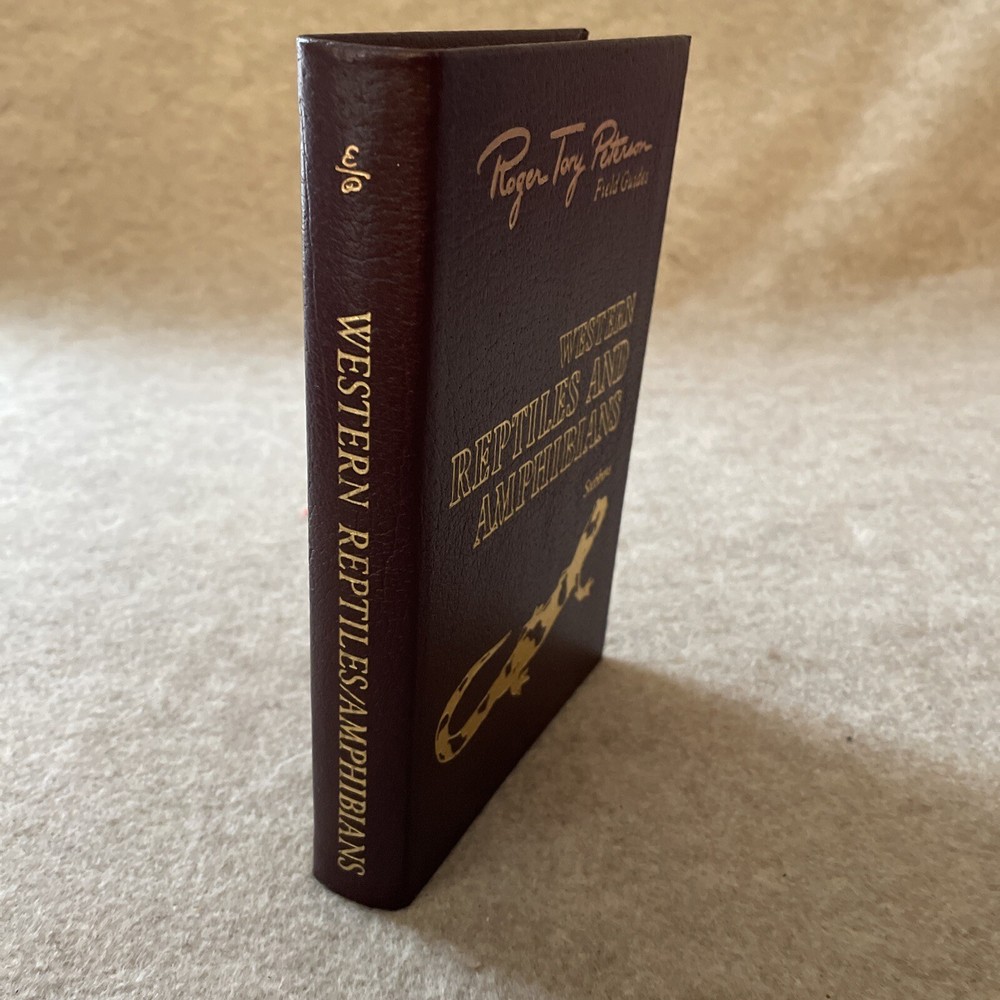 WESTERN REPTILES/AMPHIBIANS
Roger Tory Peterson
Field Guides
WESTERN
REPTILES AND
AMPHIBIANS
Stebbins